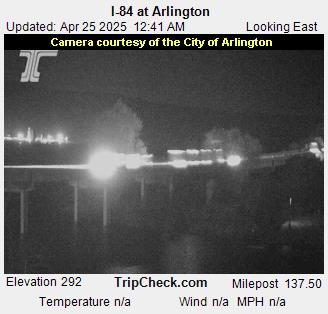 I-84 at Arlington
Updated: Apr 25 2025 12:41 AM Looking East
Camera courtesy of the City of Arlington
Elevation 292 TripCheck.com Milepost 137.50
Temperature n/a Wind n/a MPH n/a